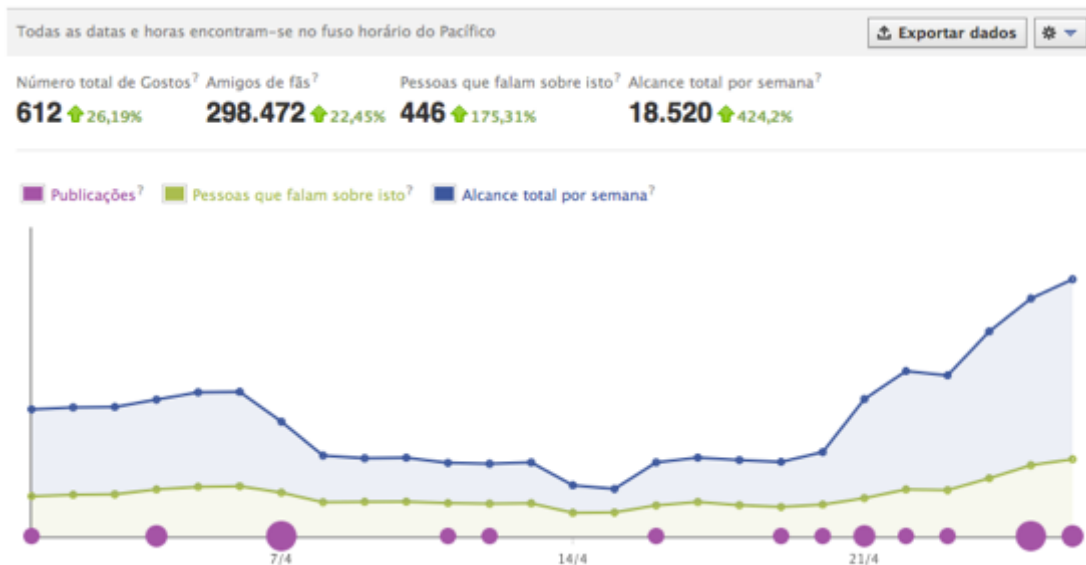 Todas as datas e horas encontram-se no fuso horário do Pacífico
Exportar dados
Número total de Gostos? Amigos de fãs? Pessoas que falam sobre isto? Alcance total por semana?
612 26,19% 298.472 22,45% 446 175,31% 18.520 424,2%
Publicações? Pessoas que falam sobre isto? Alcance total por semana?
7/4 14/4 21/4